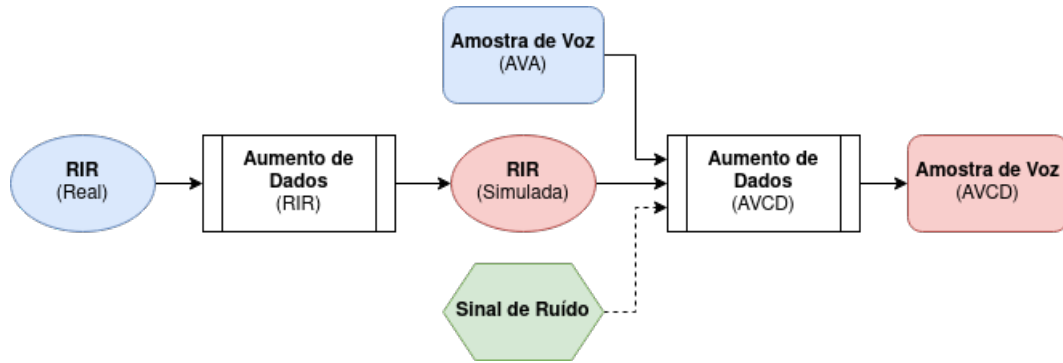 Amostra de Voz
(AVA)
RIR
(Real)
Aumento de
Dados
(RIR)
RIR
(Simulada)
Aumento de
Dados
(AVCD)
Amostra de Voz
(AVCD)
Sinal de Ruído